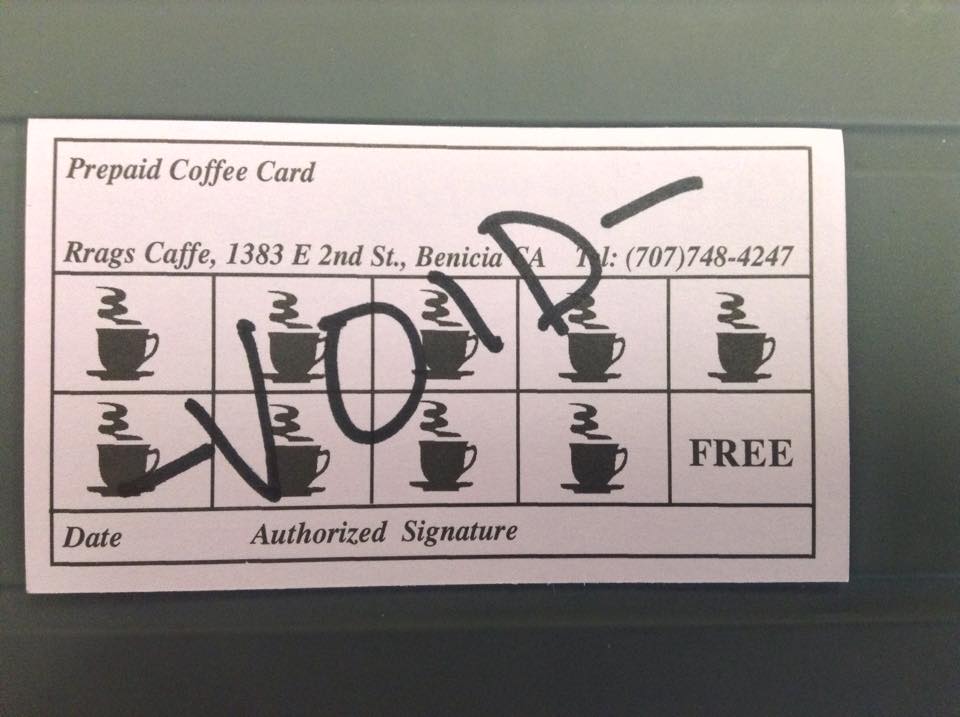 Prepaid Coffee Card
Rrags Caffe, 1383 E 2nd St., Benicia CA Tel: (707)748-4247
-VOID-
FREE
Date Authorized Signature